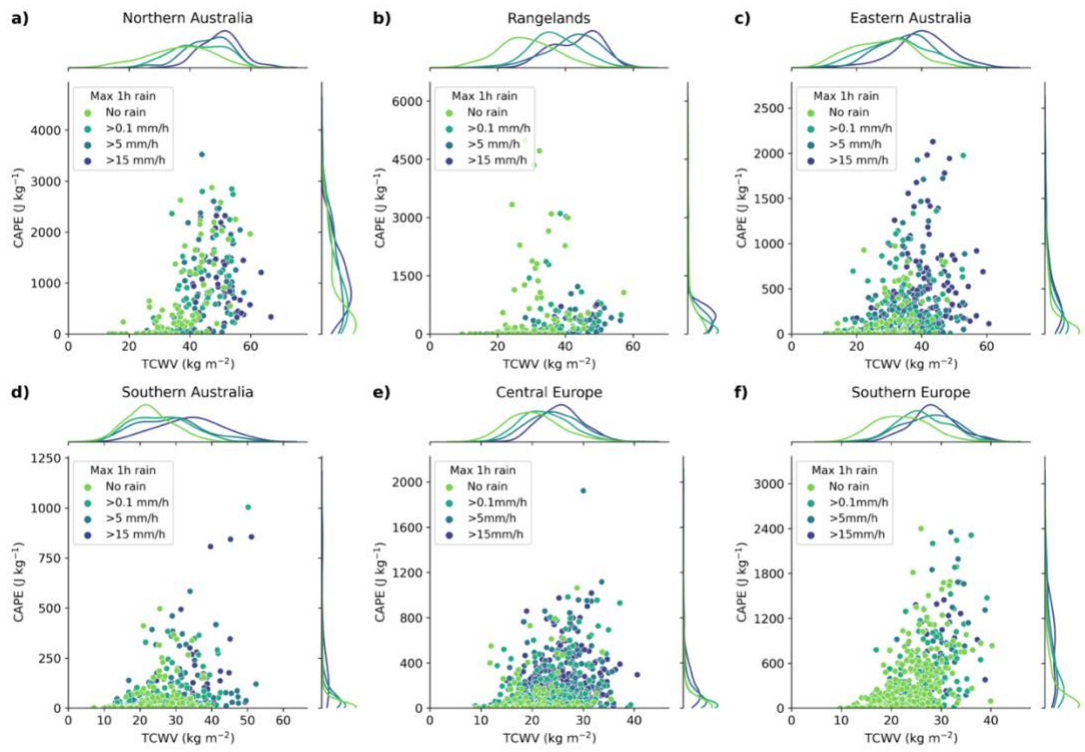 a) Northern Australia
Max 1h rain
No rain
>0.1 mm/h
>5 mm/h
>15 mm/h
CAPE (J kg⁻¹)
4000
3000
2000
1000
0
0 20 40 60
TCWV (kg m⁻²)
b) Rangelands
Max 1h rain
No rain
>0.1 mm/h
>5 mm/h
>15 mm/h
CAPE (J kg⁻¹)
6000
4500
3000
1500
0
0 20 40 60
TCWV (kg m⁻²)
c) Eastern Australia
Max 1h rain
No rain
>0.1 mm/h
>5 mm/h
>15 mm/h
CAPE (J kg⁻¹)
2500
2000
1500
1000
500
0
0 20 40 60
TCWV (kg m⁻²)
d) Southern Australia
Max 1h rain
No rain
>0.1 mm/h
>5 mm/h
>15 mm/h
CAPE (J kg⁻¹)
1250
1000
750
500
250
0
0 10 20 30 40 50 60
TCWV (kg m⁻²)
e) Central Europe
Max 1h rain
No rain
>0.1mm/h
>5mm/h
>15mm/h
CAPE (J kg⁻¹)
2000
1600
1200
800
400
0
0 10 20 30 40
TCWV (kg m⁻²)
f) Southern Europe
Max 1h rain
No rain
>0.1mm/h
>5mm/h
>15mm/h
CAPE (J kg⁻¹)
3000
2400
1800
1200
600
0
0 10 20 30 40
TCWV (kg m⁻²)